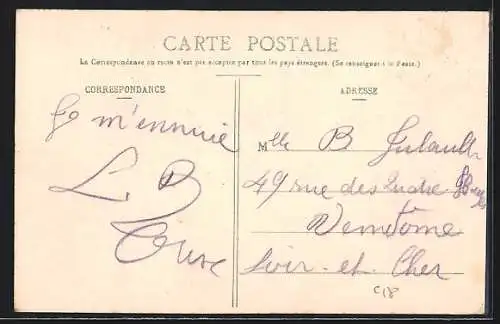 CARTE POSTALE
La Correspondance au recto n'est pas acceptée par tous les pays étrangers. (Se renseigner à la Poste.)
CORRESPONDANCE
Je m'ennuie
L B
ADRESSE
Mlle B
49 rue des
Vendôme
Loir-et-Cher
C18